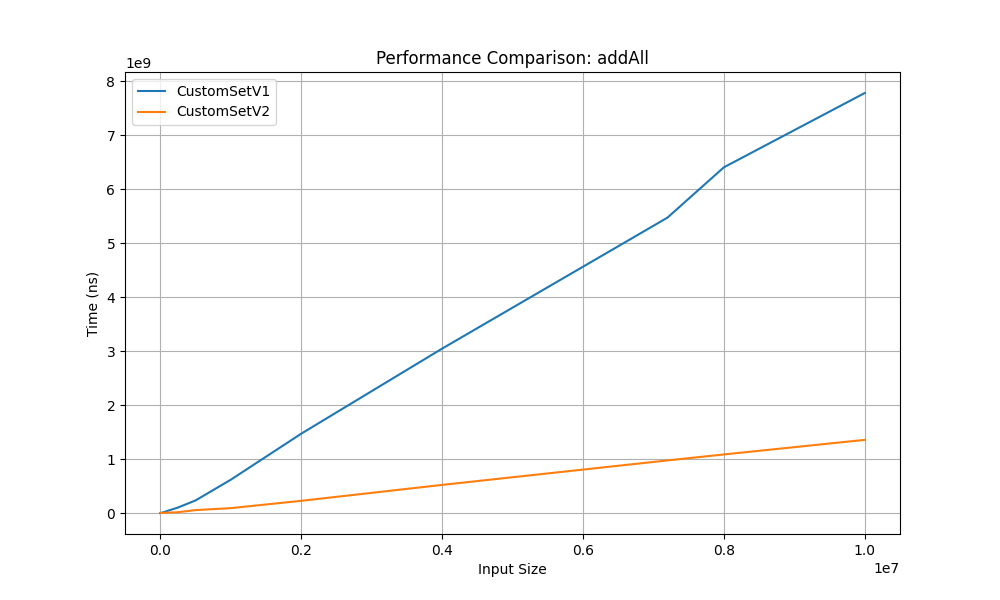 Performance Comparison: addAll
1e9
CustomSetV1
CustomSetV2
8
7
6
5
4
3
2
1
0
Time (ns)
0.0 0.2 0.4 0.6 0.8 1.0
Input Size
1e7